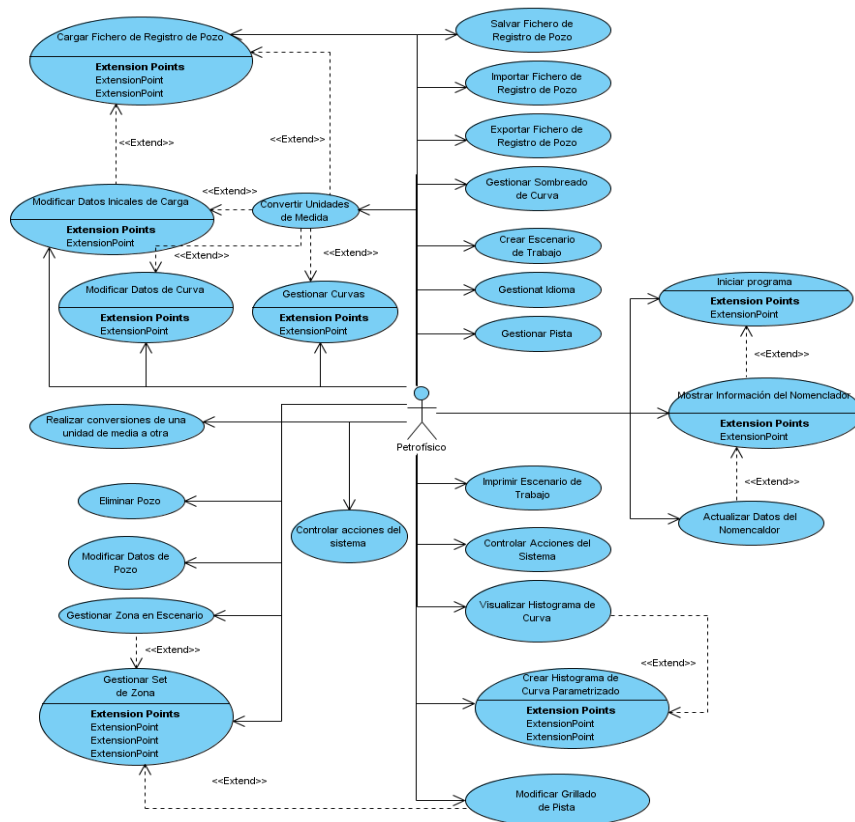 Cargar Fichero de Registro de Pozo
Extension Points
ExtensionPoint
ExtensionPoint
Salvar Fichero de
Registro de Pozo
Importar Fichero de
Registro de Pozo
Exportar Fichero de
Registro de Pozo
<<Extend>>
<<Extend>>
Gestionar Sombreado
de Curva
<<Extend>>
Modificar Datos Inicales de Carga
Extension Points
ExtensionPoint
Convertir Unidades
de Medida
Crear Escenario
de Trabajo
<<Extend>>
<<Extend>>
Modificar Datos de Curva
Extension Points
ExtensionPoint
Gestionar Curvas
Extension Points
ExtensionPoint
Gestionat Idioma
Gestionar Pista
Iniciar programa
Extension Points
ExtensionPoint
<<Extend>>
Mostrar Información del Nomenclador
Extension Points
ExtensionPoint
<<Extend>>
Actualizar Datos del
Nomencaldor
Realizar conversiones de una
unidad de media a otra
Petrofísico
Eliminar Pozo
Controlar acciones del
sistema
Imprimir Escenario de
Trabajo
Modificar Datos de
Pozo
Controlar Acciones del
Sistema
Gestionar Zona en Escenario
Visualizar Histograma de
Curva
<<Extend>>
<<Extend>>
Gestionar Set
de Zona
Extension Points
ExtensionPoint
ExtensionPoint
ExtensionPoint
Crear Histograma de
Curva Parametrizado
Extension Points
ExtensionPoint
ExtensionPoint
<<Extend>>
Modificar Grillado
de Pista